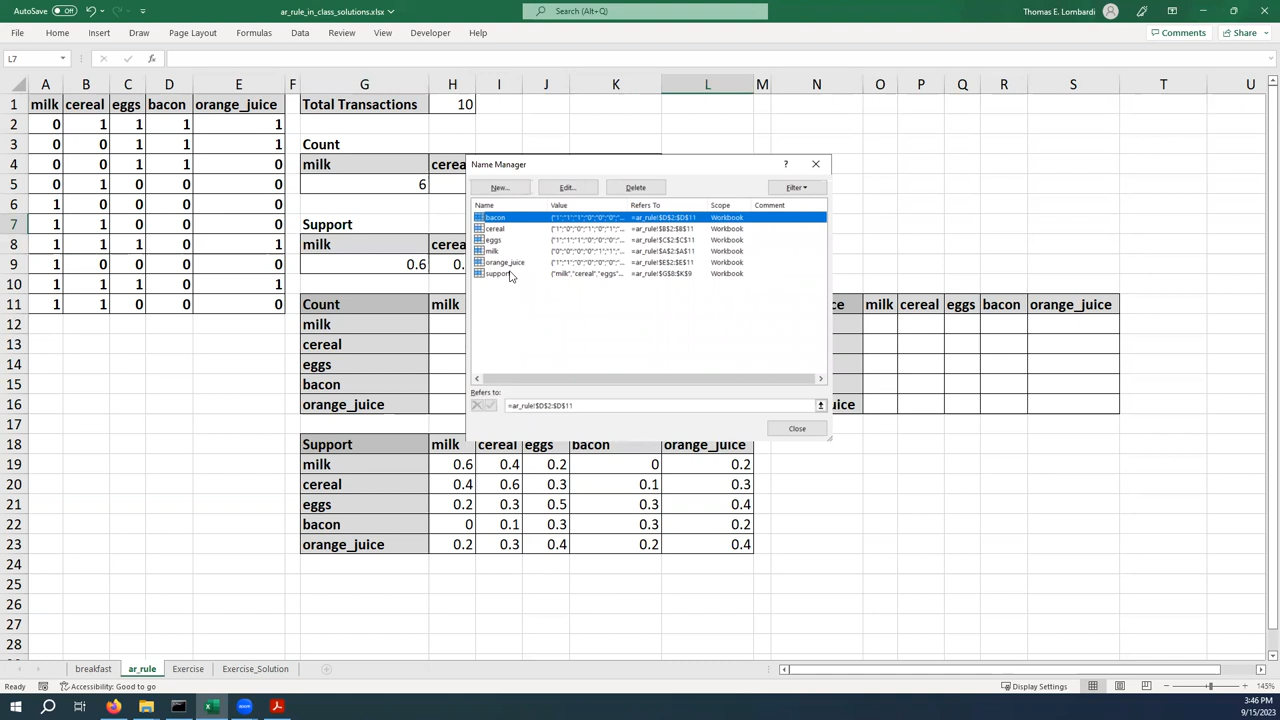 AutoSave Off ar_rule_in_class_solutions.xlsx Search (Alt+Q) Thomas E. Lombardi
File Home Insert Draw Page Layout Formulas Data Review View Developer Help Comments Share
L7 fx
A B C D E F G H I J K L M N O P Q R S T U
1 milk cereal eggs bacon orange_juice Total Transactions 10
2 0 1 1 1 1
3 0 0 1 1 1 Count
4 0 0 1 1 0 milk cerea
5 0 1 0 0 0 6
6 1 0 0 0 0
7 1 0 0 0 0 Support
8 1 1 1 0 1 milk cerea
9 1 1 0 0 0 0.6 0.
10 1 1 1 0 1
11 1 1 0 0 0 Count milk ce milk cereal eggs bacon orange_juice
12 milk
13 cereal
14 eggs
15 bacon
16 orange_juice uice
17
18 Support milk cereal eggs bacon orange_juice
19 milk 0.6 0.4 0.2 0 0.2
20 cereal 0.4 0.6 0.3 0.1 0.3
21 eggs 0.2 0.3 0.5 0.3 0.4
22 bacon 0 0.1 0.3 0.3 0.2
23 orange_juice 0.2 0.3 0.4 0.2 0.4
24
25
26
27
28
Name Manager ?
New... Edit... Delete Filter
Name Value Refers To Scope Comment
bacon {"1";"1";"1";"0";"0";"0";"... =ar_rule!$D$2:$D$11 Workbook
cereal {"1";"0";"0";"1";"0";"... =ar_rule!$B$2:$B$11 Workbook
eggs {"1";"1";"1";"0";"0";"0";"... =ar_rule!$C$2:$C$11 Workbook
milk {"0";"0";"0";"0";"1";"1";"... =ar_rule!$A$2:$A$11 Workbook
orange_juice {"1";"1";"0";"0";"0";"0";"... =ar_rule!$E$2:$E$11 Workbook
support {"milk","cereal","eggs"... =ar_rule!$G$8:$K$9 Workbook
Refers to:
=ar_rule!$D$2:$D$11
Close
breakfast ar_rule Exercise Exercise_Solution
Ready Accessibility: Good to go Display Settings 145%
3:46 PM
9/15/2023